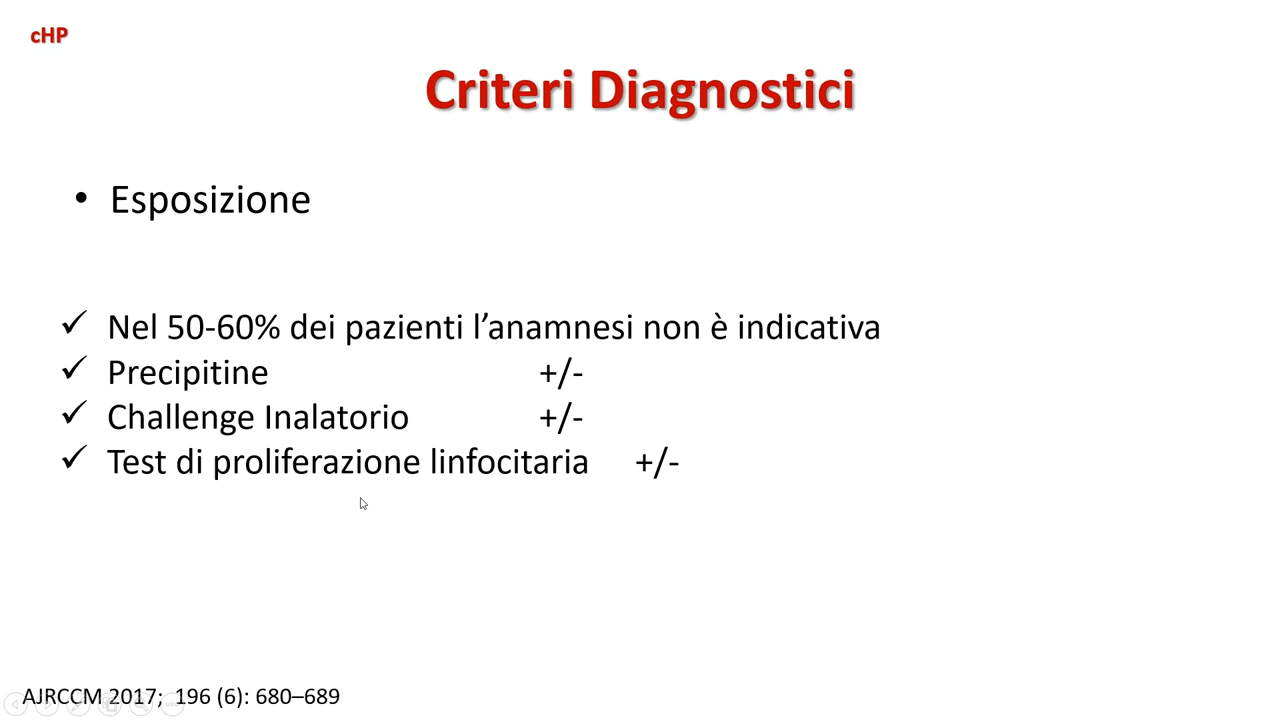 cHP
Criteri Diagnostici
• Esposizione
✓ Nel 50-60% dei pazienti l’anamnesi non è indicativa
✓ Precipitine +/-
✓ Challenge Inalatorio +/-
✓ Test di proliferazione linfocitaria +/-
AJRCCM 2017; 196 (6): 680–689